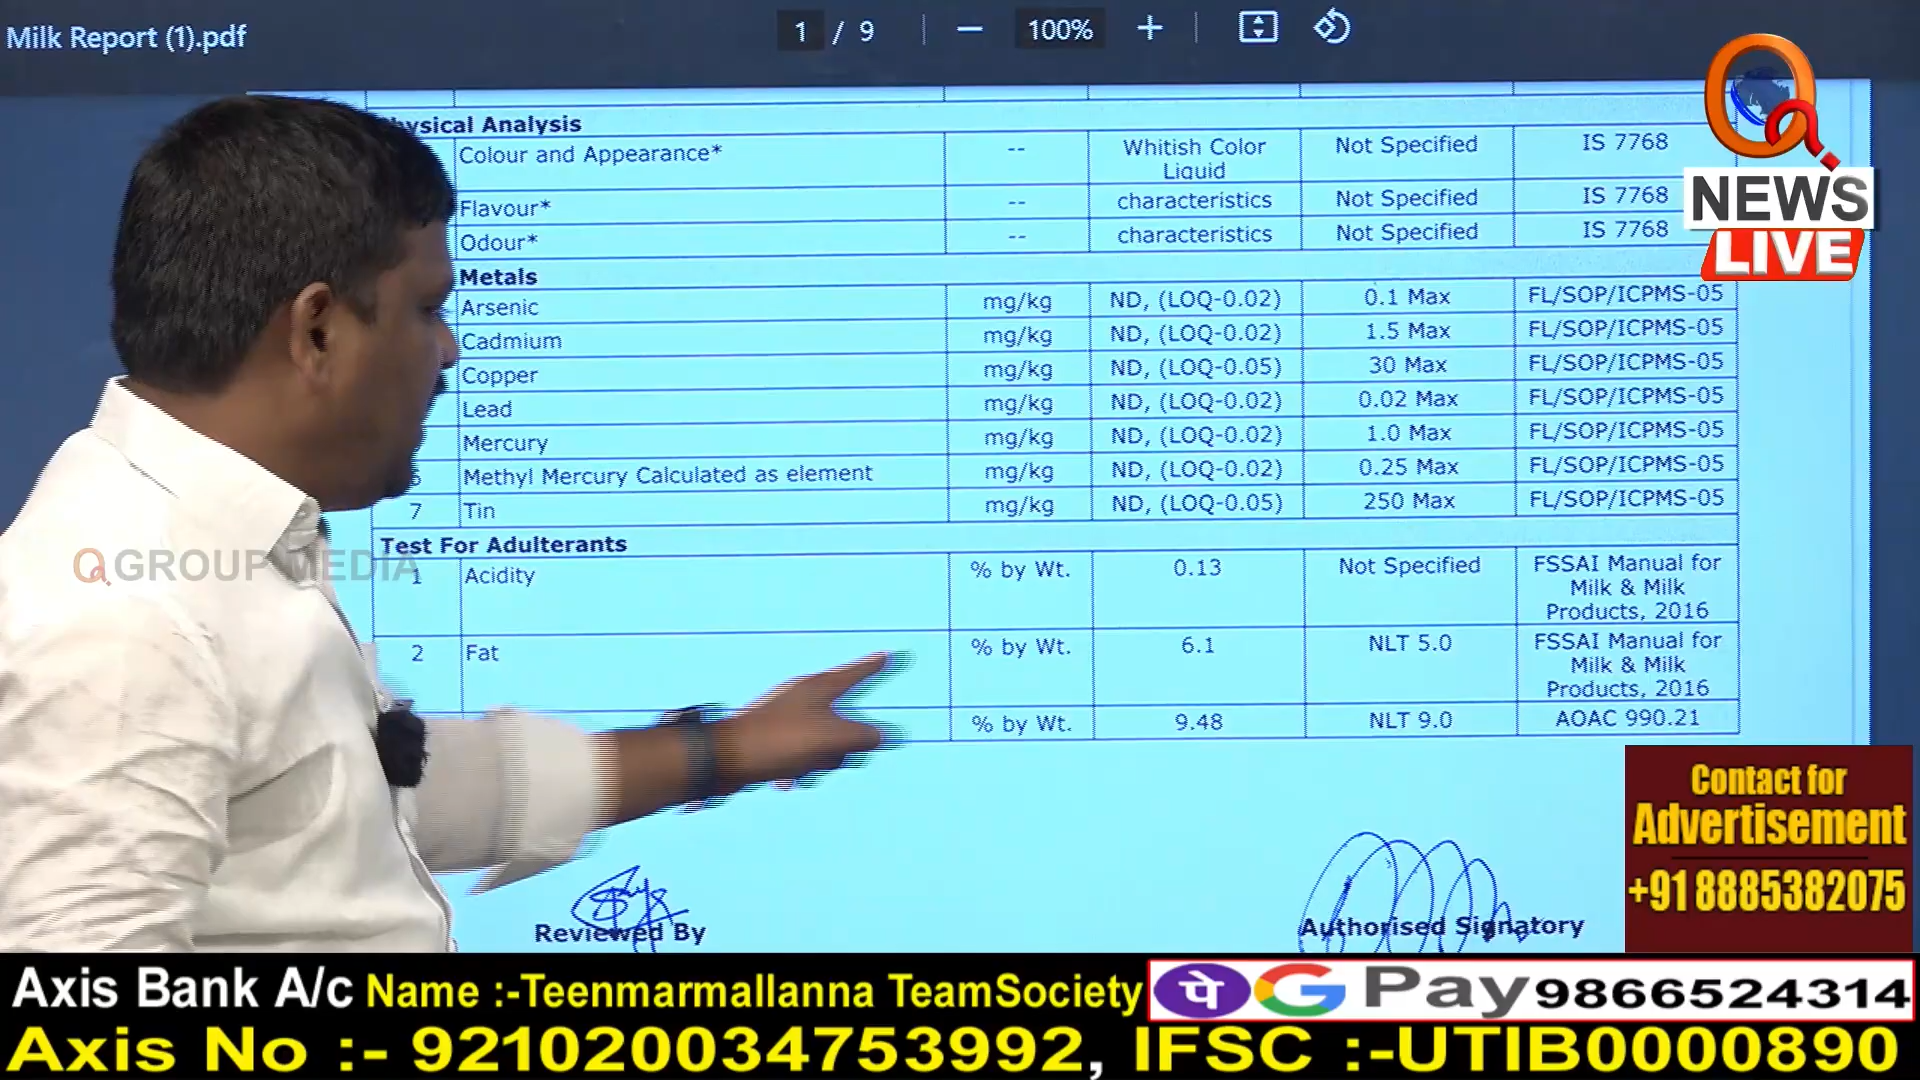 Milk Report (1).pdf
1 / 9
100%
Physical Analysis
Colour and Appearance* -- Whitish Color Liquid Not Specified IS 7768
Flavour* -- characteristics Not Specified IS 7768
Odour* -- characteristics Not Specified IS 7768
Metals
Arsenic mg/kg ND, (LOQ-0.02) 0.1 Max FL/SOP/ICPMS-05
Cadmium mg/kg ND, (LOQ-0.02) 1.5 Max FL/SOP/ICPMS-05
Copper mg/kg ND, (LOQ-0.05) 30 Max FL/SOP/ICPMS-05
Lead mg/kg ND, (LOQ-0.02) 0.02 Max FL/SOP/ICPMS-05
Mercury mg/kg ND, (LOQ-0.02) 1.0 Max FL/SOP/ICPMS-05
6 Methyl Mercury Calculated as element mg/kg ND, (LOQ-0.02) 0.25 Max FL/SOP/ICPMS-05
7 Tin mg/kg ND, (LOQ-0.05) 250 Max FL/SOP/ICPMS-05
Test For Adulterants
1 Acidity % by Wt. 0.13 Not Specified FSSAI Manual for Milk & Milk Products, 2016
2 Fat % by Wt. 6.1 NLT 5.0 FSSAI Manual for Milk & Milk Products, 2016
% by Wt. 9.48 NLT 9.0 AOAC 990.21
Reviewed By
Authorised Signatory
Q GROUP MEDIA
Q
NEWS
LIVE
Contact for
Advertisement
+91 8885382075
Axis Bank A/c Name :-Teenmarmallanna TeamSociety
पे G Pay 9866524314
Axis No :- 921020034753992, IFSC :-UTIB0000890